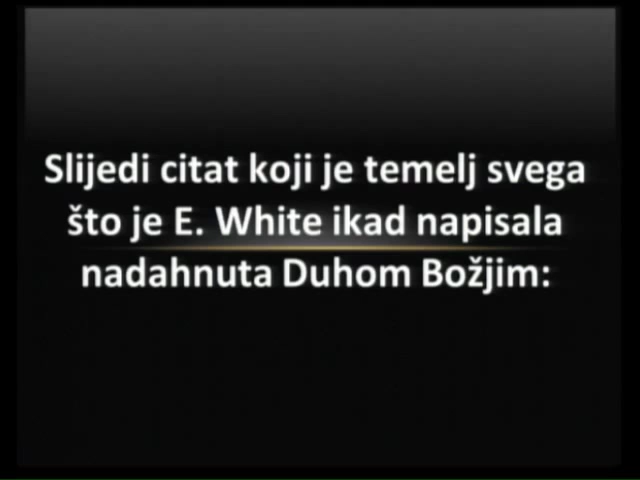 Slijedi citat koji je temelj svega
što je E. White ikad napisala
nadahnuta Duhom Božjim: